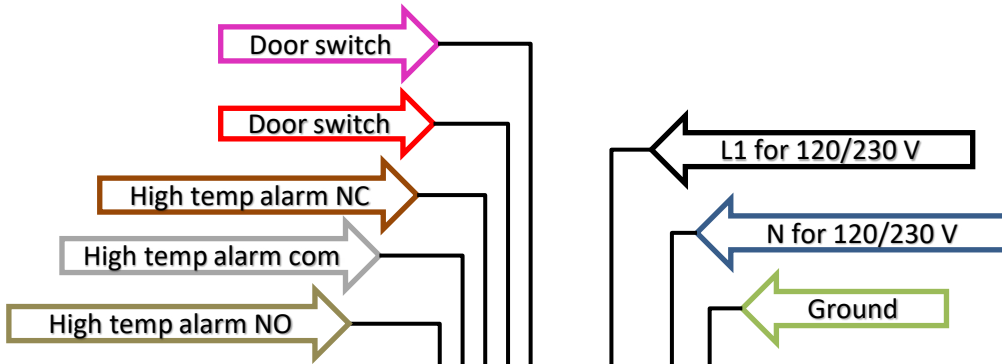 Door switch
Door switch
High temp alarm NC
High temp alarm com
High temp alarm NO
L1 for 120/230 V
N for 120/230 V
Ground